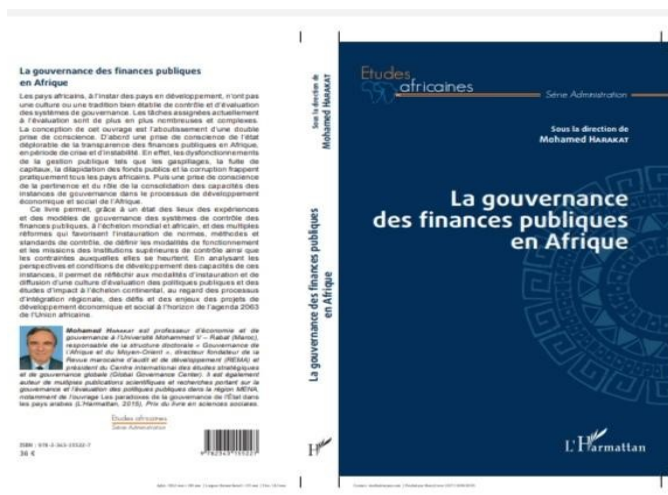 La gouvernance des finances publiques
en Afrique
Les pays africains, à l'instar des pays en développement, n'ont pas
une culture ou une tradition bien établie de contrôle et d'évaluation
des systèmes de gouvernance. Les tâches assignées actuellement
à l'évaluation sont de plus en plus nombreuses et complexes.
La conception de cet ouvrage est l'aboutissement d'une double
prise de conscience. D'abord une prise de conscience de l'état
déplorable de la transparence des finances publiques en Afrique,
en période de crise et d'instabilité. En effet, les dysfonctionnements
de la gestion publique tels que les gaspillages, la fuite de
capitaux, la dilapidation des fonds publics et la corruption frappent
pratiquement tous les pays africains. Puis une prise de conscience
de la pertinence et du rôle de la consolidation des capacités des
instances de gouvernance dans le processus de développement
économique et social de l'Afrique.
Ce livre permet, grâce à un état des lieux des expériences
et des modèles de gouvernance des systèmes de contrôle des
finances publiques, à l'échelon mondial et africain, et des multiples
réformes qui favorisent l'instauration de normes, méthodes et
standards de contrôle, de définir les modalités de fonctionnement
et les missions des Institutions supérieures de contrôle ainsi que
les contraintes auxquelles elles se heurtent. En analysant les
perspectives et conditions de développement des capacités de ces
instances, il permet de réfléchir aux modalités d'instauration et de
diffusion d'une culture d'évaluation des politiques publiques et des
études d'impact à l'échelon continental, au regard des processus
d'intégration régionale, des défis et des enjeux des projets de
développement économique et social à l'horizon de l'agenda 2063
de l'Union africaine.
Mohamed HARAKAT est professeur d'économie et de
gouvernance à l'Université Mohammed V – Rabat (Maroc),
responsable de la structure doctorale « Gouvernance de
l'Afrique et du Moyen-Orient », directeur fondateur de la
Revue marocaine d'audit et de développement (REMA) et
président du Centre international des études stratégiques
et de gouvernance globale (Global Governance Center). Il est également
auteur de multiples publications scientifiques et recherches portant sur la
gouvernance et l'évaluation des politiques publiques dans la région MENA,
notamment de l'ouvrage Les paradoxes de la gouvernance de l'État dans
les pays arabes (L'Harmattan, 2015), Prix du livre en sciences sociales.
Etudes africaines
Série Administration
ISBN : 978-2-343-15522-7
36 €
9 782343 155227
Sous la direction de
Mohamed HARAKAT
La gouvernance des finances publiques
en Afrique
Etudes
africaines
Série Administration
Sous la direction de
Mohamed HARAKAT
La gouvernance
des finances publiques
en Afrique
L'Harmattan